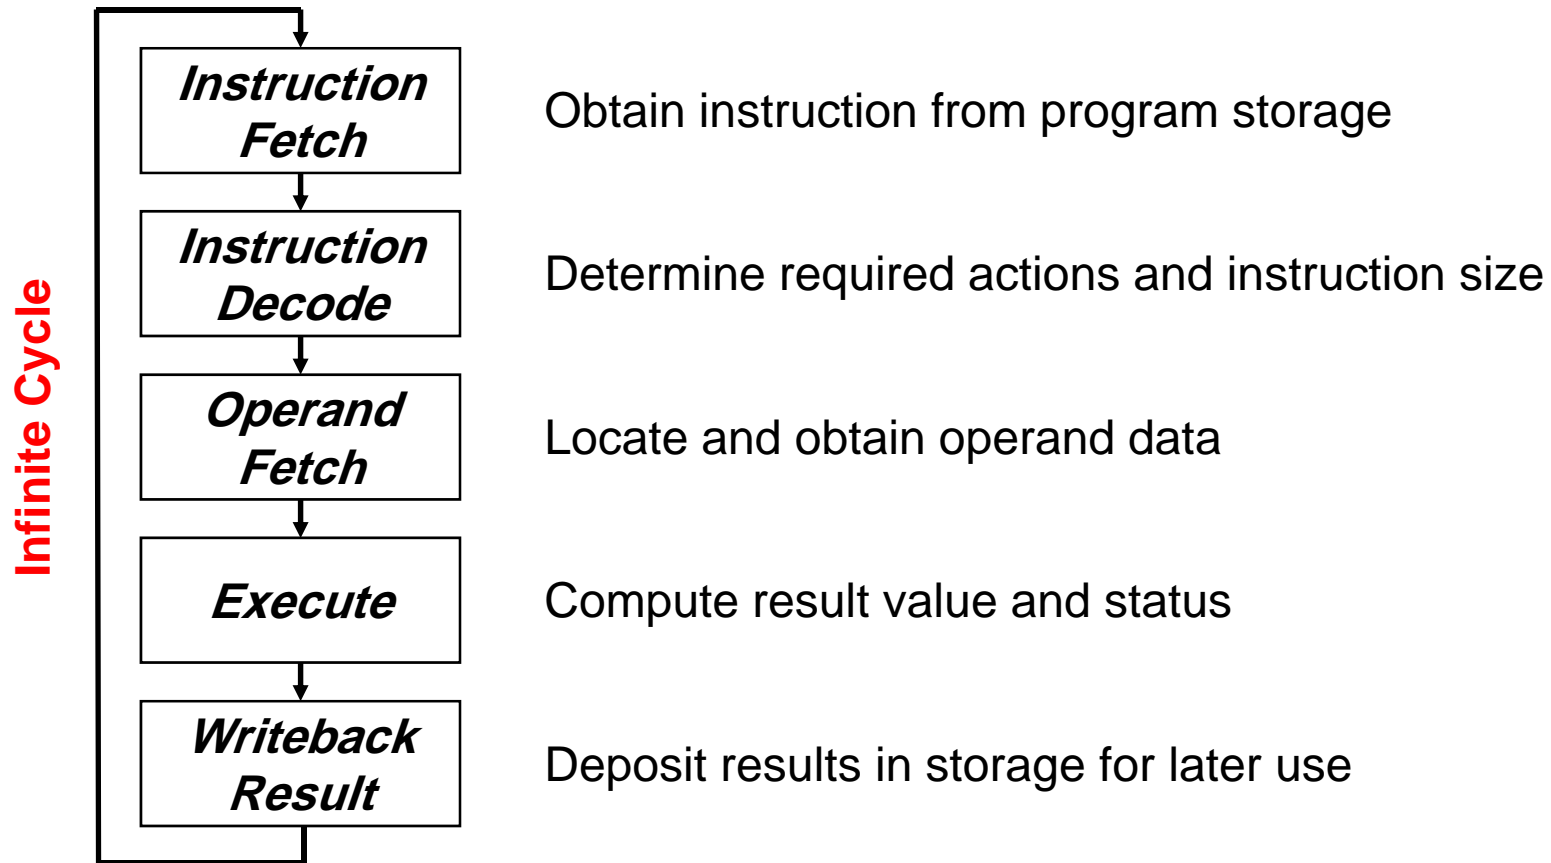 Instruction
Fetch
Obtain instruction from program storage
Instruction
Decode
Determine required actions and instruction size
Operand
Fetch
Locate and obtain operand data
Execute
Compute result value and status
Writeback
Result
Deposit results in storage for later use
Infinite Cycle